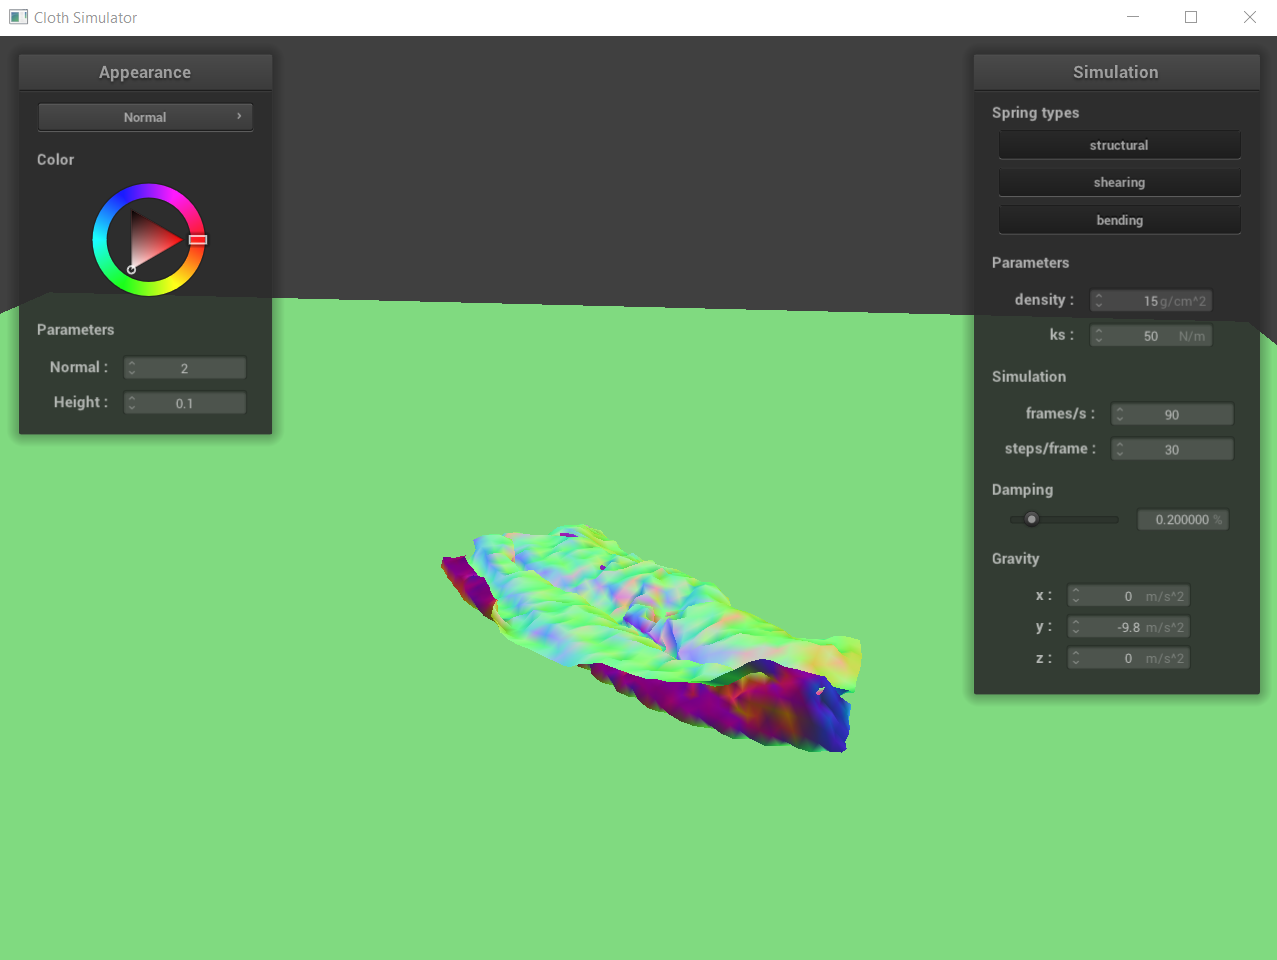 Cloth Simulator
Appearance
Normal
Color
Parameters
Normal :
2
Height :
0.1
Simulation
Spring types
structural
shearing
bending
Parameters
density :
15 g/cm^2
ks :
50 N/m
Simulation
frames/s :
90
steps/frame :
30
Damping
0.200000 %
Gravity
x :
0 m/s^2
y :
-9.8 m/s^2
z :
0 m/s^2